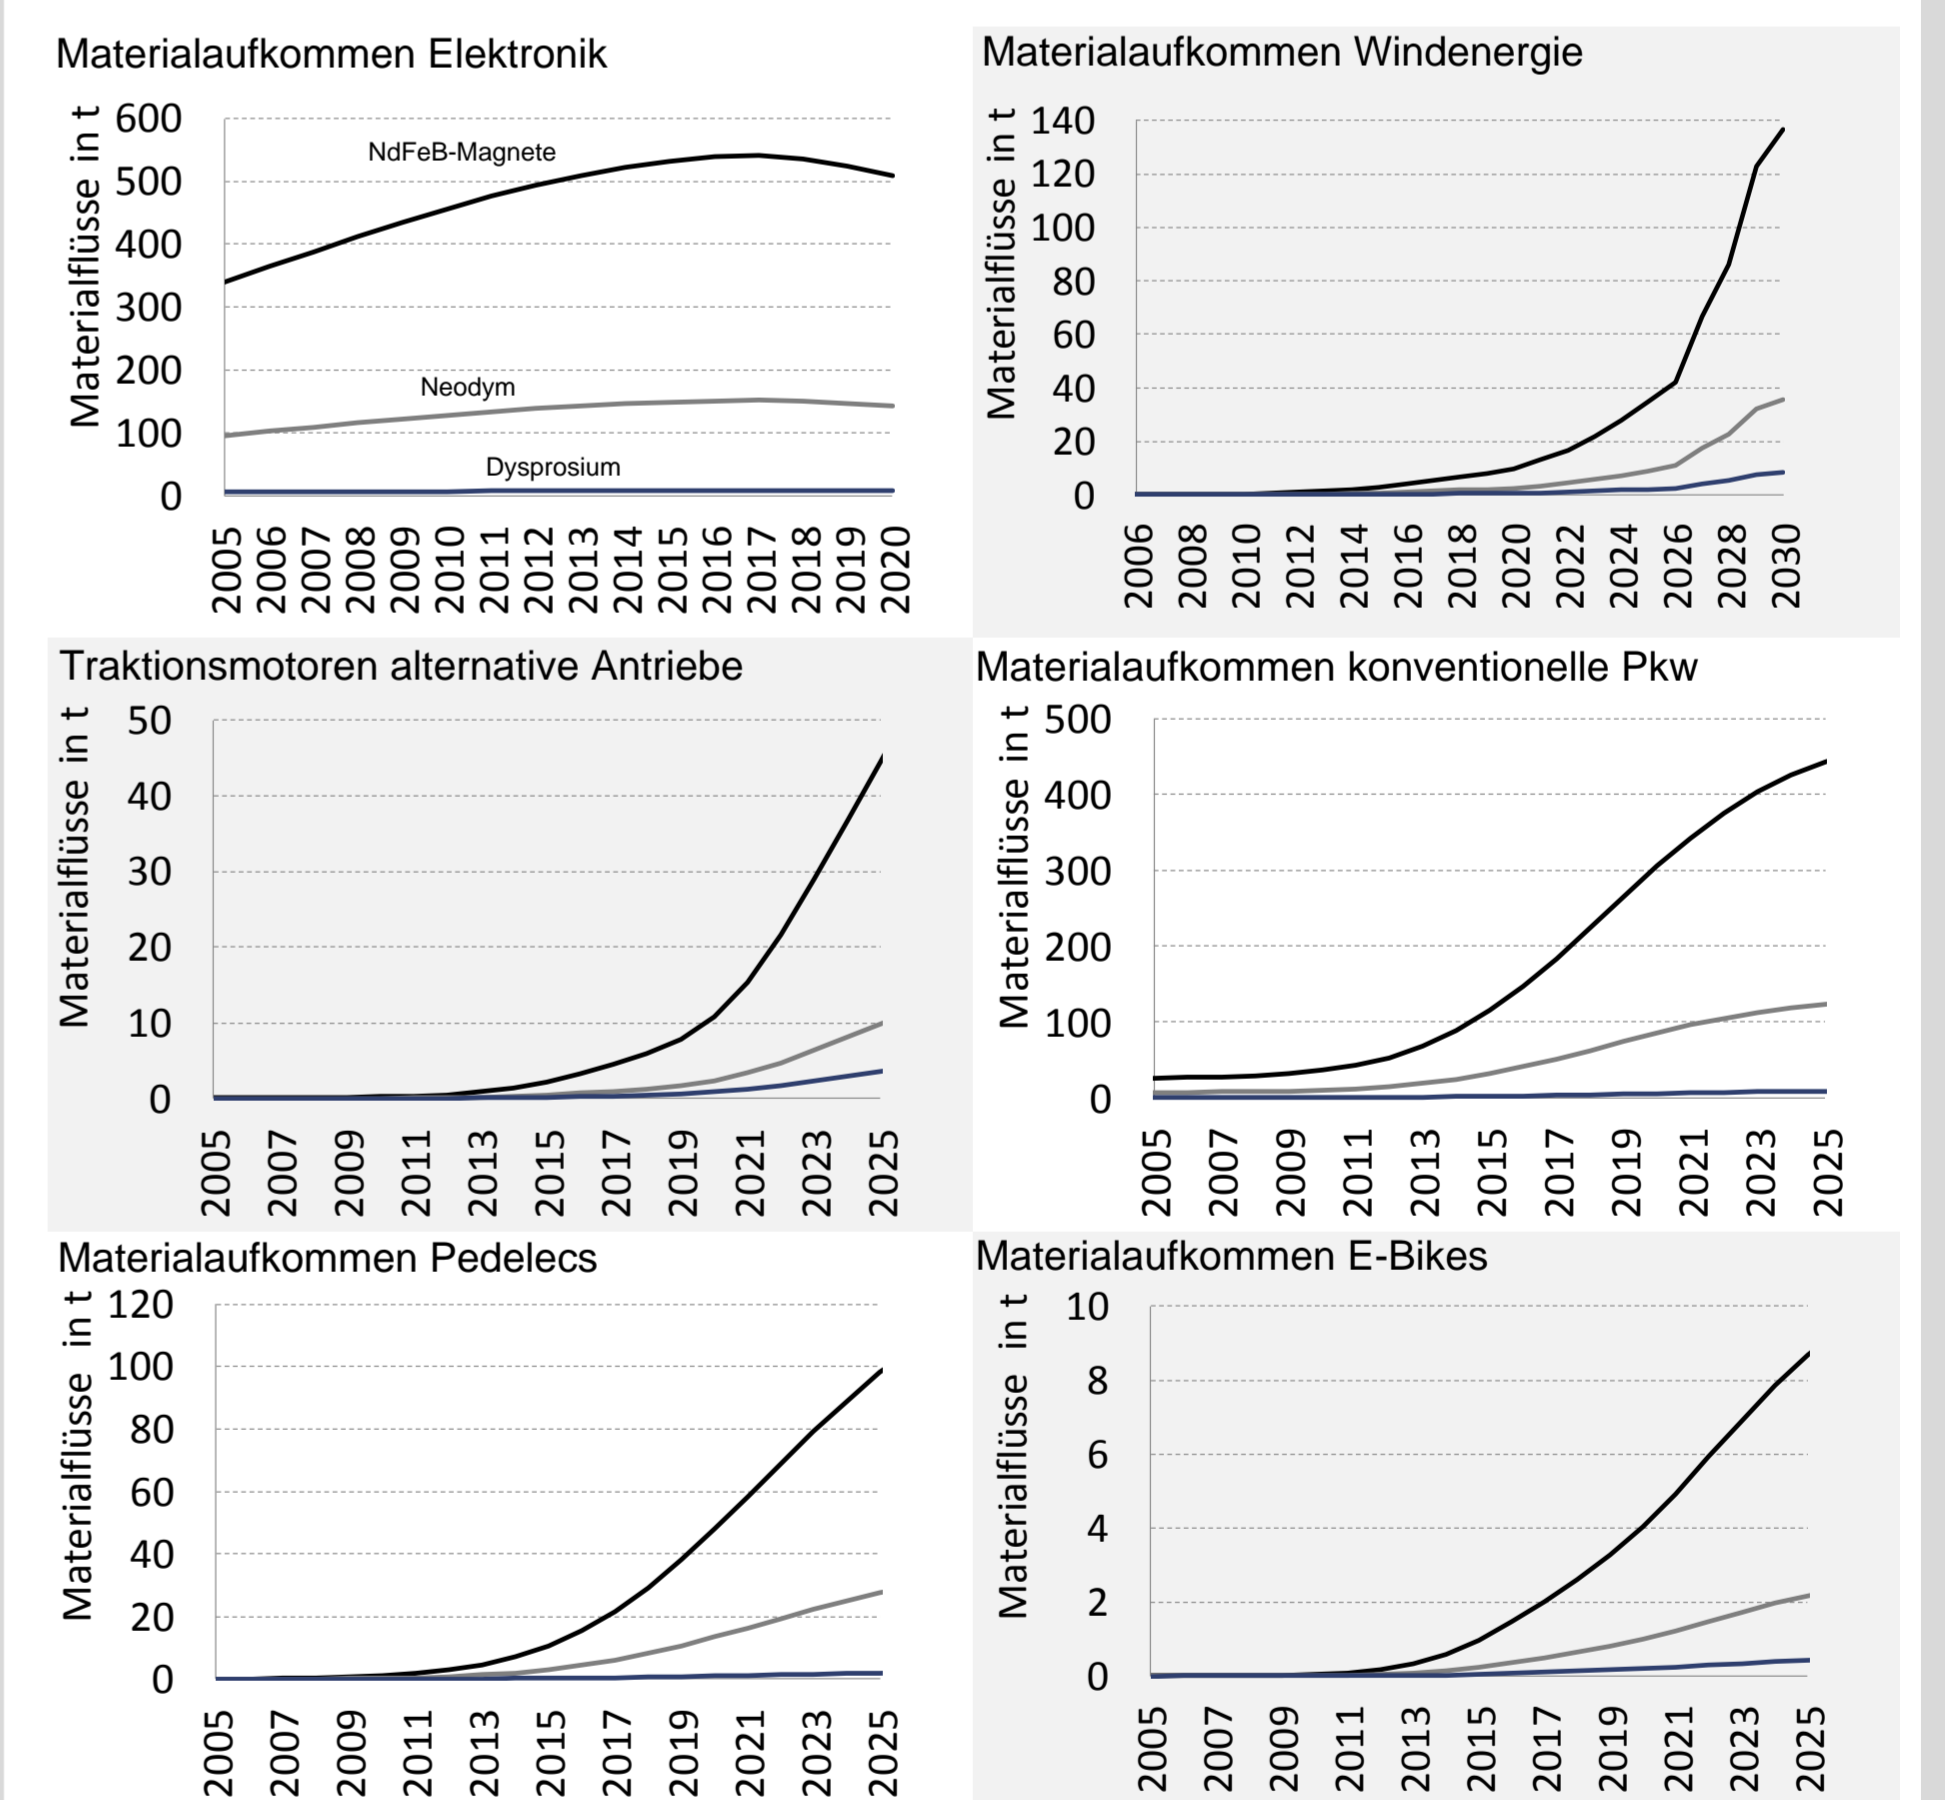 Materialaufkommen Elektronik
Materialflüsse in t
600
500
400
300
200
100
0
NdFeB-Magnete
Neodym
Dysprosium
2005 2006 2007 2008 2009 2010 2011 2012 2013 2014 2015 2016 2017 2018 2019 2020
Materialaufkommen Windenergie
Materialflüsse in t
140
120
100
80
60
40
20
0
2006 2008 2010 2012 2014 2016 2018 2020 2022 2024 2026 2028 2030
Traktionsmotoren alternative Antriebe
Materialflüsse in t
50
40
30
20
10
0
2005 2007 2009 2011 2013 2015 2017 2019 2021 2023 2025
Materialaufkommen konventionelle Pkw
Materialflüsse in t
500
400
300
200
100
0
2005 2007 2009 2011 2013 2015 2017 2019 2021 2023 2025
Materialaufkommen Pedelecs
Materialflüsse in t
120
100
80
60
40
20
0
2005 2007 2009 2011 2013 2015 2017 2019 2021 2023 2025
Materialaufkommen E-Bikes
Materialflüsse in t
10
8
6
4
2
0
2005 2007 2009 2011 2013 2015 2017 2019 2021 2023 2025